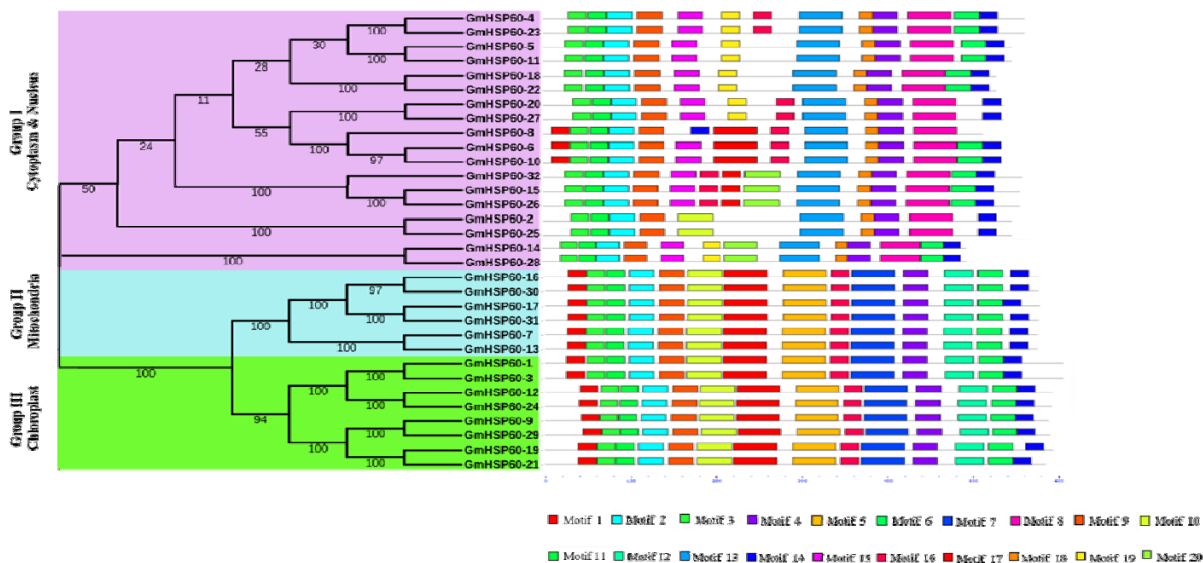 Group I
Cytoplasm & Nucleus
Group II
Mitochondria
Group III
Chloroplast
GmHSP60-4
GmHSP60-23
GmHSP60-5
GmHSP60-11
GmHSP60-18
GmHSP60-22
GmHSP60-20
GmHSP60-27
GmHSP60-8
GmHSP60-6
GmHSP60-10
GmHSP60-32
GmHSP60-15
GmHSP60-26
GmHSP60-2
GmHSP60-25
GmHSP60-14
GmHSP60-28
GmHSP60-16
GmHSP60-30
GmHSP60-17
GmHSP60-31
GmHSP60-7
GmHSP60-13
GmHSP60-1
GmHSP60-3
GmHSP60-12
GmHSP60-24
GmHSP60-9
GmHSP60-29
GmHSP60-19
GmHSP60-21
100
30
100
28
100
11
100
55
100
97
24
100
100
50
100
100
97
100
100
100
100
100
100
100
100
94
100
100
100
Motif 1 Motif 2 Motif 3 Motif 4 Motif 5 Motif 6 Motif 7 Motif 8 Motif 9 Motif 10
Motif 11 Motif 12 Motif 13 Motif 14 Motif 15 Motif 16 Motif 17 Motif 18 Motif 19 Motif 20